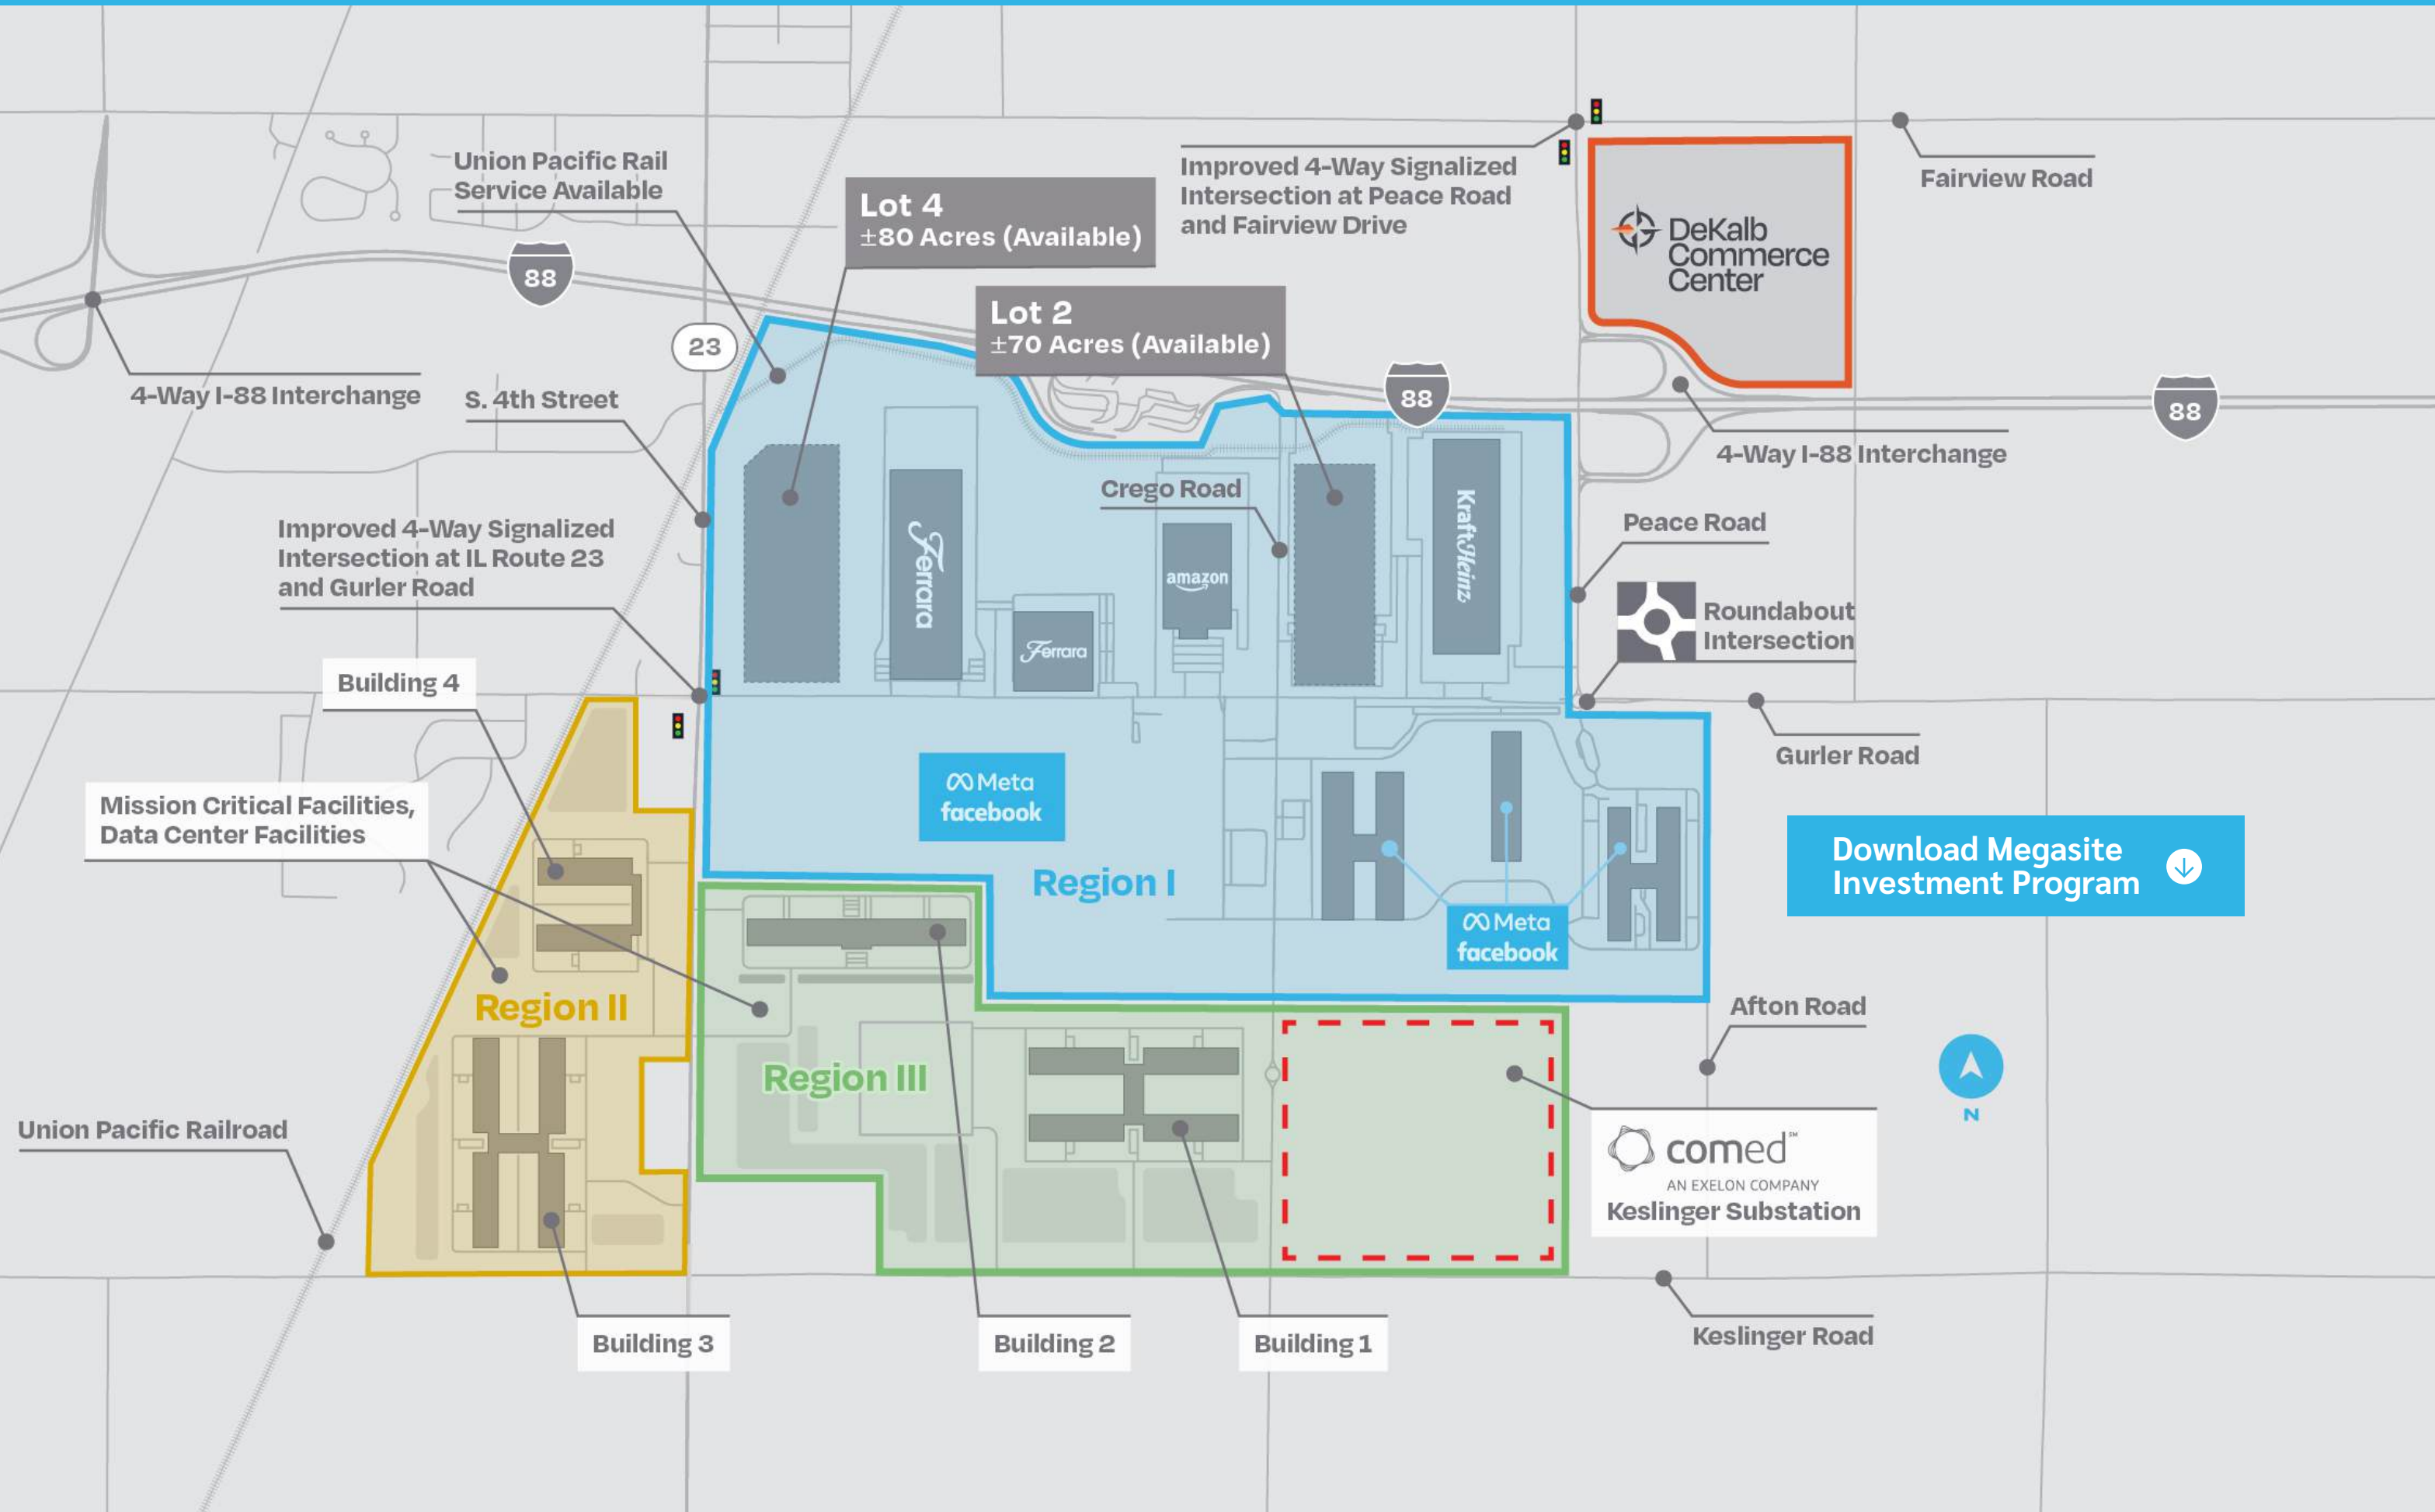 Union Pacific Rail
Service Available
Lot 4
±80 Acres (Available)
Improved 4-Way Signalized
Intersection at Peace Road
and Fairview Drive
Fairview Road
DeKalb
Commerce
Center
88
Lot 2
±70 Acres (Available)
23
4-Way I-88 Interchange
S. 4th Street
88
88
4-Way I-88 Interchange
Crego Road
Improved 4-Way Signalized
Intersection at IL Route 23
and Gurler Road
Ferrara
Ferrara
amazon
KraftHeinz
Peace Road
Roundabout
Intersection
Building 4
Gurler Road
Mission Critical Facilities,
Data Center Facilities
Meta
facebook
Region I
Download Megasite
Investment Program
Meta
facebook
Region II
Afton Road
Region III
N
Union Pacific Railroad
comed™
AN EXELON COMPANY
Keslinger Substation
Building 3
Building 2
Building 1
Keslinger Road